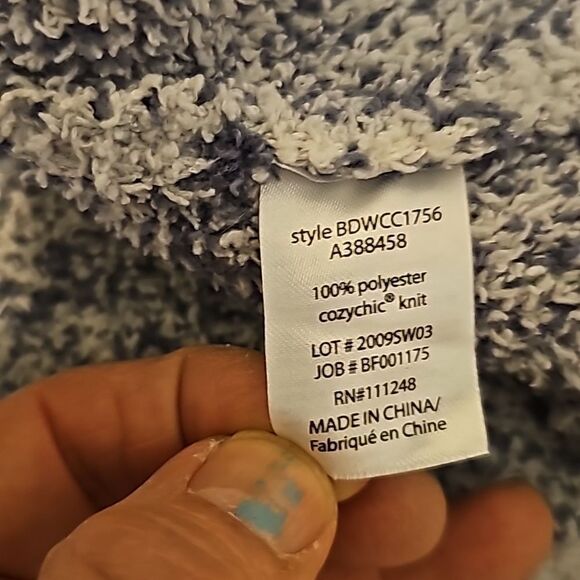 style BDWCC1756
A388458
100% polyester
cozychic® knit
LOT # 2009SW03
JOB # BF001175
RN#111248
MADE IN CHINA/
Fabriqué en Chine